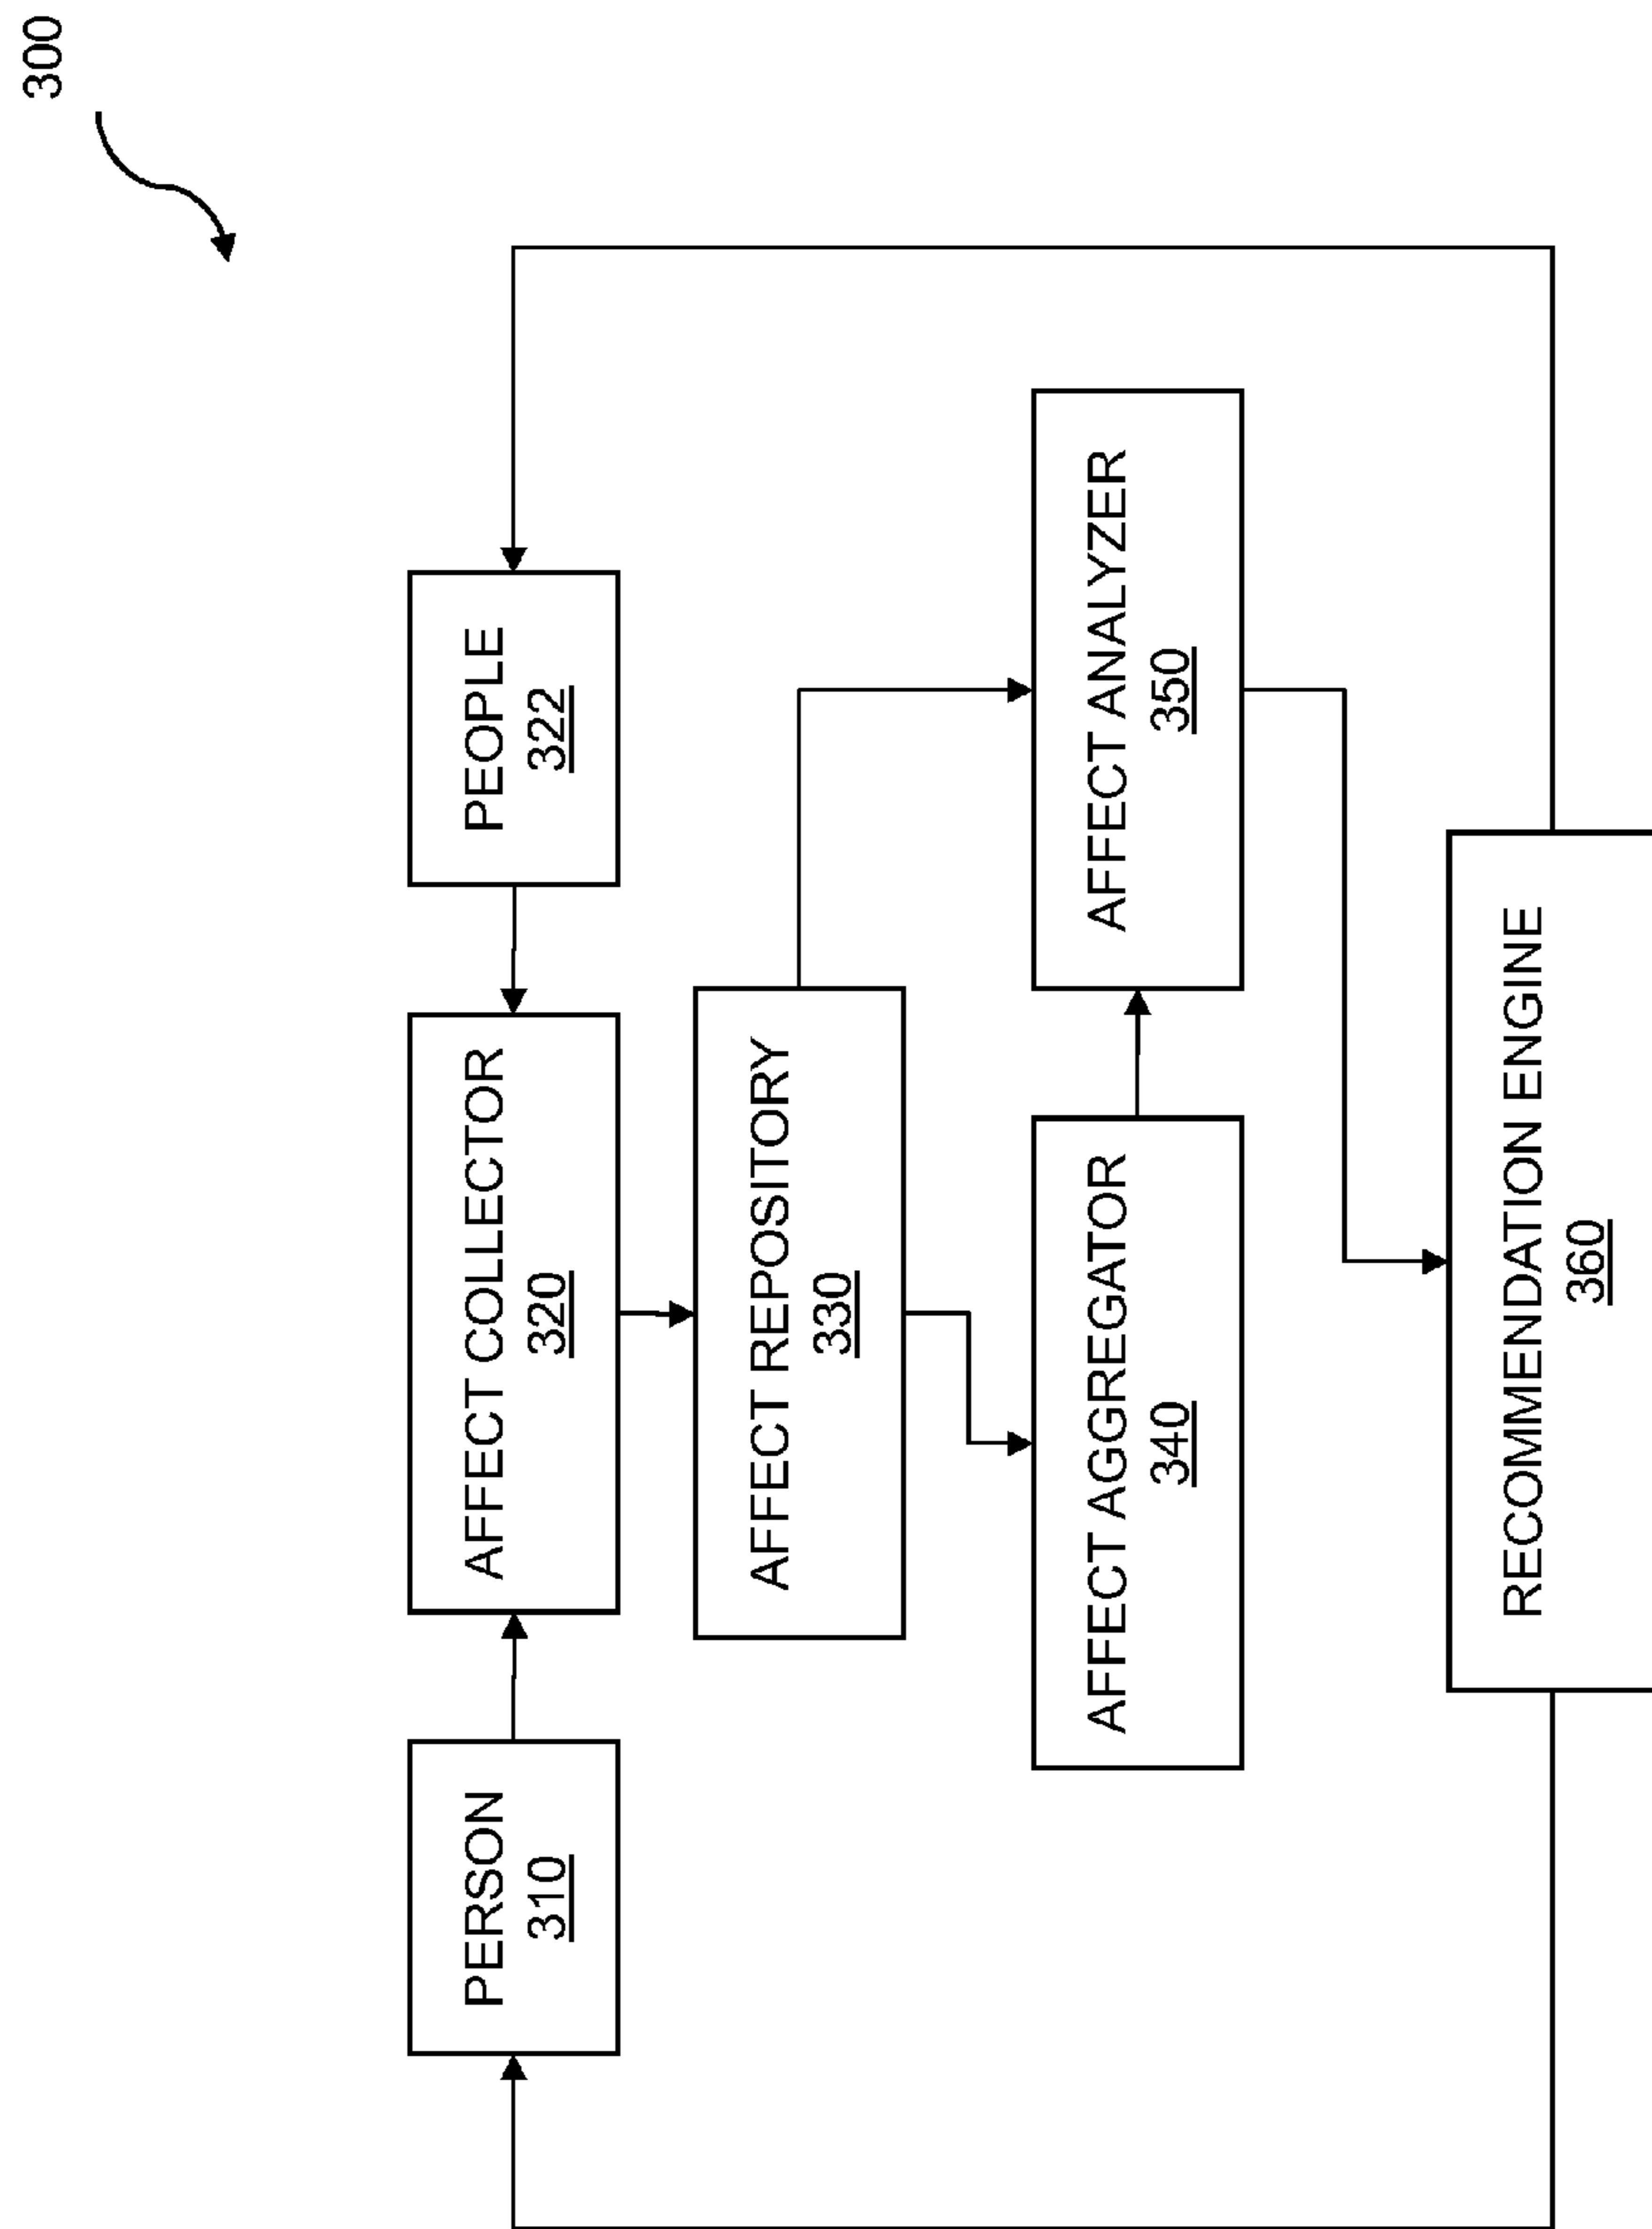 300
PERSON
310
AFFECT COLLECTOR
320
PEOPLE
322
AFFECT REPOSITORY
330
AFFECT AGGREGATOR
340
AFFECT ANALYZER
350
RECOMMENDATION ENGINE
360